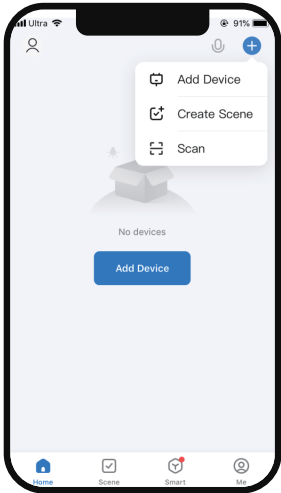 Ultra 91%
Add Device
Create Scene
Scan
No devices
Add Device
Home Scene Smart Me